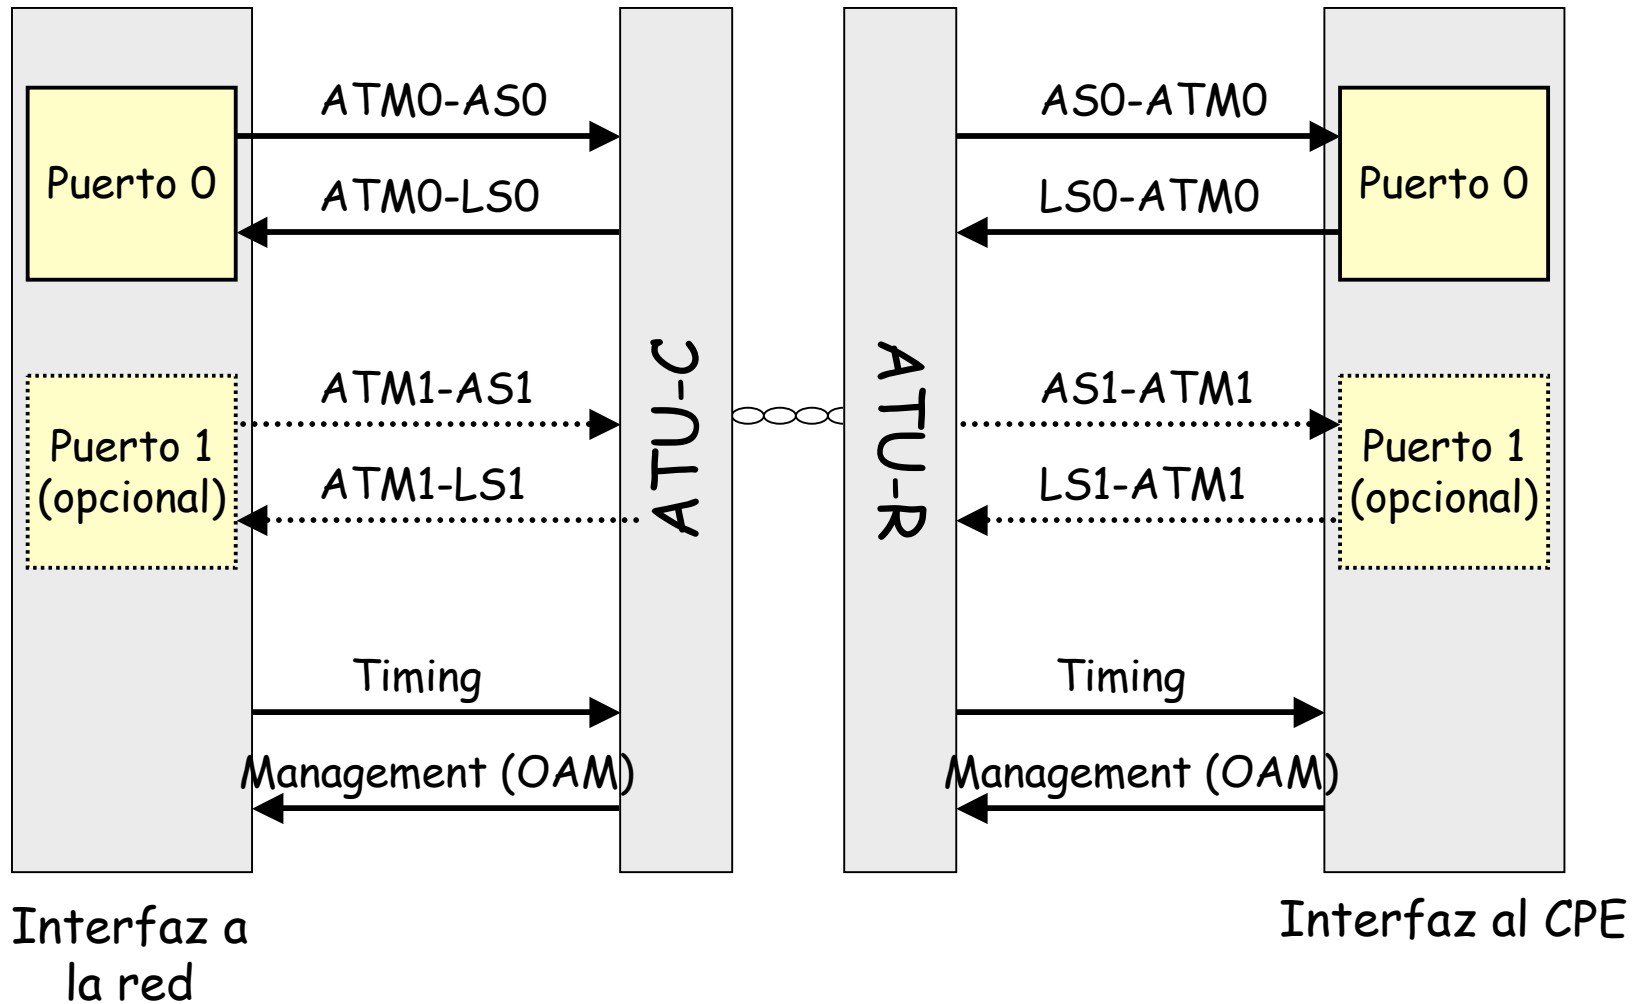 ATM0-AS0
AS0-ATM0
Puerto 0
Puerto 0
ATM0-LS0
LS0-ATM0
ATU-C
ATU-R
ATM1-AS1
AS1-ATM1
Puerto 1
(opcional)
Puerto 1
(opcional)
ATM1-LS1
LS1-ATM1
Timing
Timing
Management (OAM)
Management (OAM)
Interfaz a
la red
Interfaz al CPE